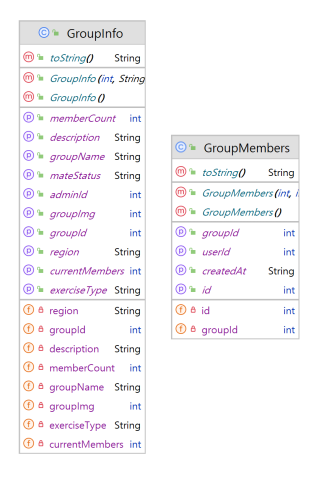 GroupInfo
toString() String
GroupInfo(int, String
GroupInfo()
memberCount int
description String
groupName String
mateStatus String
adminId int
groupImg int
groupId int
region String
currentMembers int
exerciseType String
region String
groupId int
description String
memberCount int
groupName String
groupImg int
exerciseType String
currentMembers int
GroupMembers
toString() String
GroupMembers(int, i
GroupMembers()
groupId int
userId int
createdAt String
id int
id int
groupId int